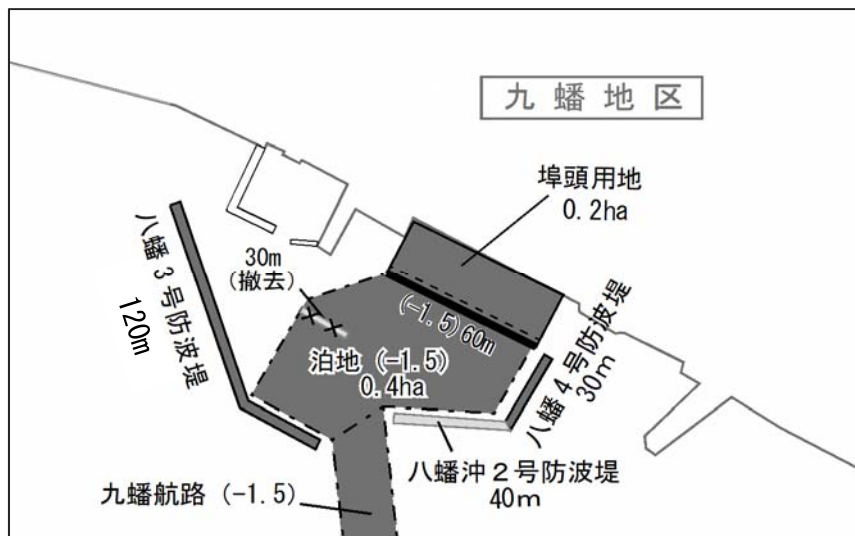 九蟠地区
埠頭用地
0.2ha
八蟠3号防波堤
120m
30m
(撤去)
(-1.5)60m
泊地(-1.5)
0.4ha
八蟠4号防波堤
30m
八蟠沖2号防波堤
40m
九蟠航路(-1.5)